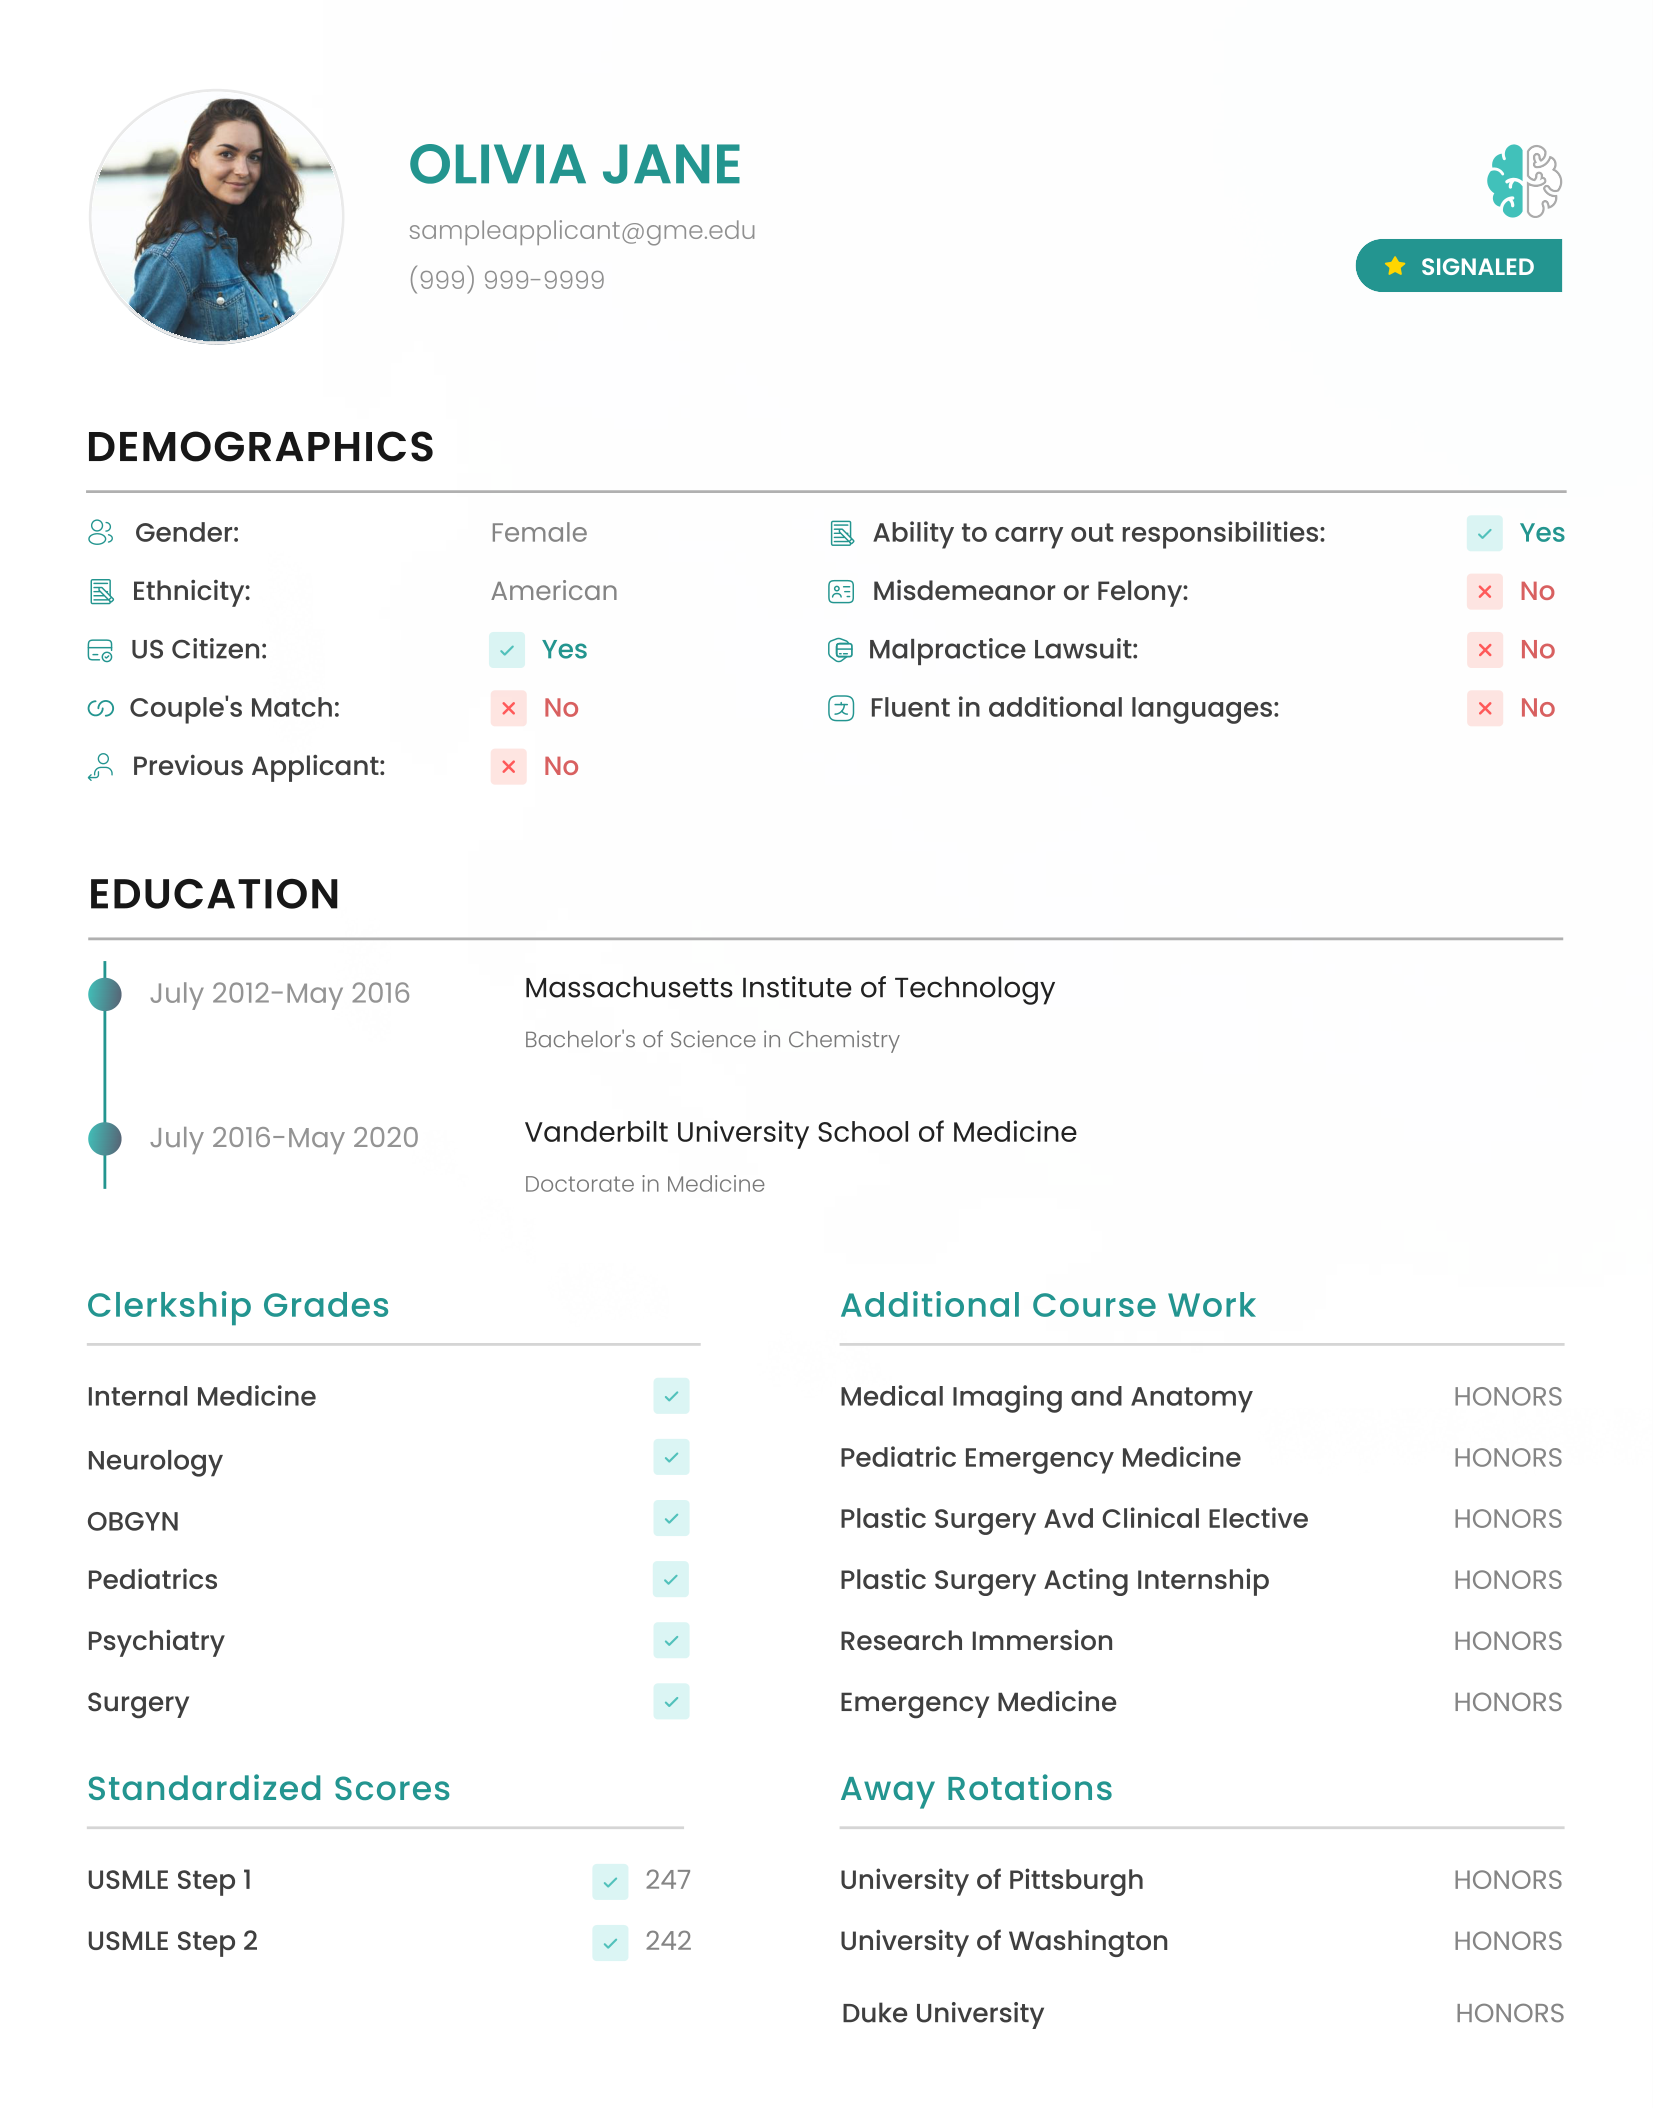 OLIVIA JANE
sampleapplicant@gme.edu
(999) 999-9999
SIGNALED
DEMOGRAPHICS
Gender: Female
Ethnicity: American
US Citizen: Yes
Couple's Match: No
Previous Applicant: No
Ability to carry out responsibilities: Yes
Misdemeanor or Felony: No
Malpractice Lawsuit: No
Fluent in additional languages: No
EDUCATION
July 2012-May 2016 Massachusetts Institute of Technology
Bachelor's of Science in Chemistry
July 2016-May 2020 Vanderbilt University School of Medicine
Doctorate in Medicine
Clerkship Grades
Internal Medicine
Neurology
OBGYN
Pediatrics
Psychiatry
Surgery
Additional Course Work
Medical Imaging and Anatomy HONORS
Pediatric Emergency Medicine HONORS
Plastic Surgery Avd Clinical Elective HONORS
Plastic Surgery Acting Internship HONORS
Research Immersion HONORS
Emergency Medicine HONORS
Standardized Scores
USMLE Step 1 247
USMLE Step 2 242
Away Rotations
University of Pittsburgh HONORS
University of Washington HONORS
Duke University HONORS